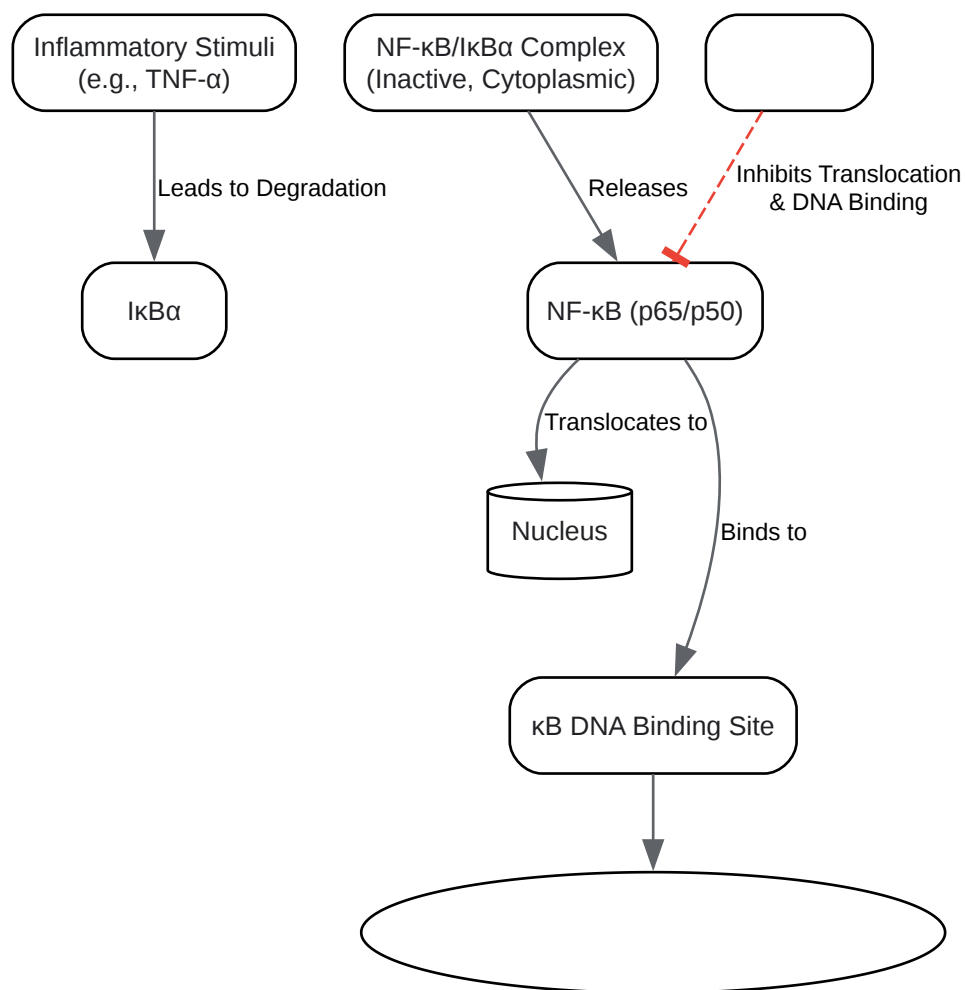 Inflammatory Stimuli
(e.g., TNF-α)
NF-κB/IκBα Complex
(Inactive, Cytoplasmic)
Leads to Degradation
Releases
Inhibits Translocation
& DNA Binding
IκBα
NF-κB (p65/p50)
Translocates to
Nucleus
Binds to
κB DNA Binding Site